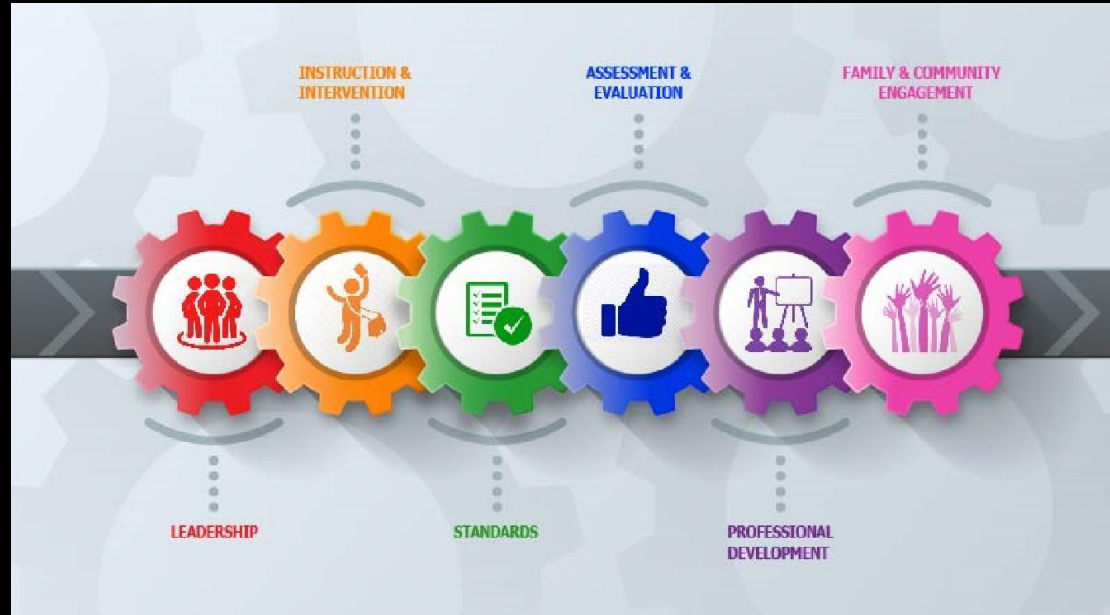 INSTRUCTION &
INTERVENTION
ASSESSMENT &
EVALUATION
FAMILY & COMMUNITY
ENGAGEMENT
LEADERSHIP
STANDARDS
PROFESSIONAL
DEVELOPMENT